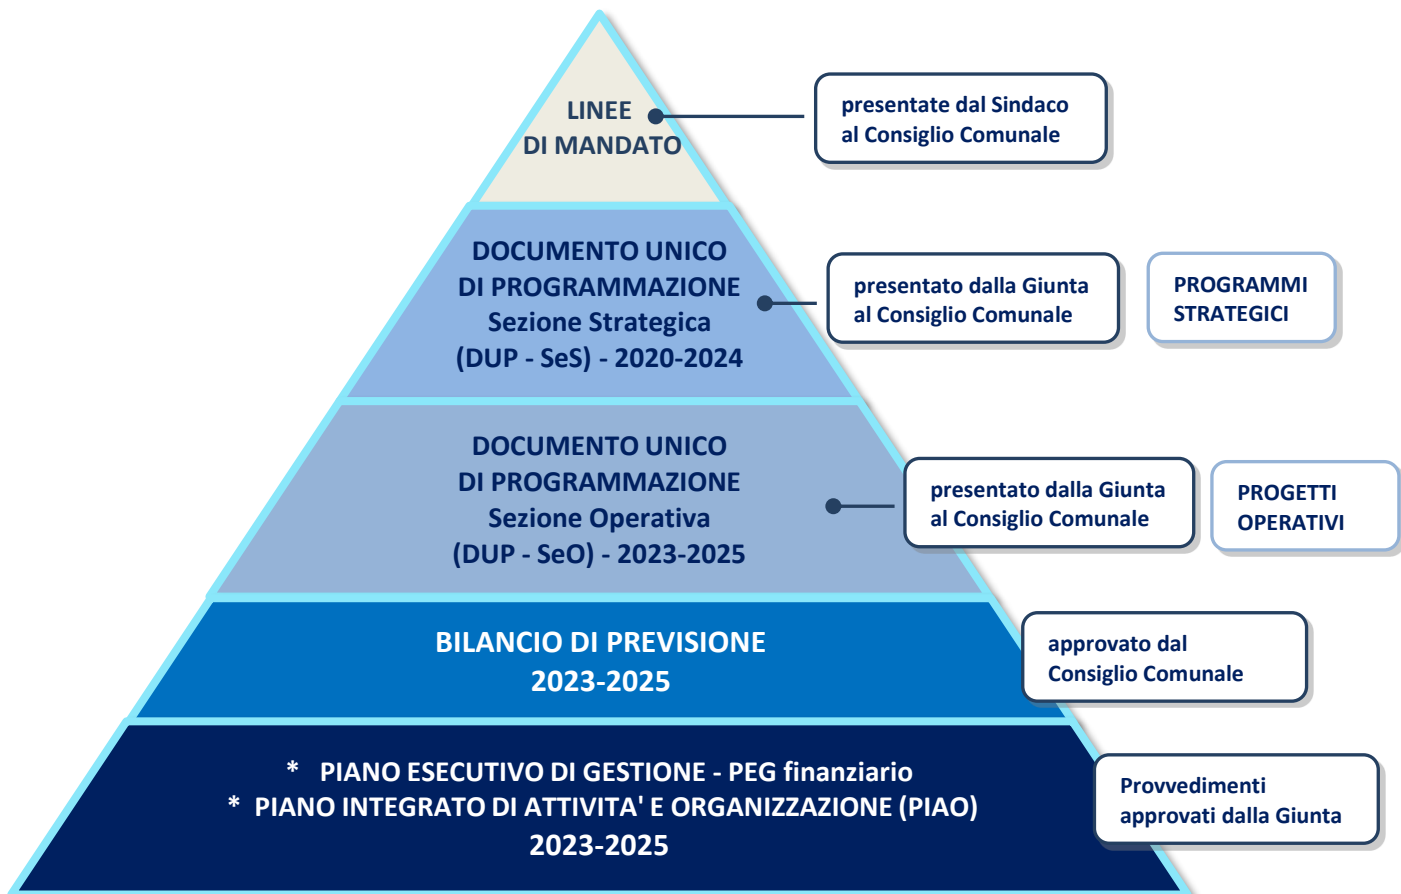 LINEE
DI MANDATO
presentate dal Sindaco
al Consiglio Comunale
DOCUMENTO UNICO
DI PROGRAMMAZIONE
Sezione Strategica
(DUP - SeS) - 2020-2024
presentato dalla Giunta
al Consiglio Comunale
PROGRAMMI
STRATEGICI
DOCUMENTO UNICO
DI PROGRAMMAZIONE
Sezione Operativa
(DUP - SeO) - 2023-2025
presentato dalla Giunta
al Consiglio Comunale
PROGETTI
OPERATIVI
BILANCIO DI PREVISIONE
2023-2025
approvato dal
Consiglio Comunale
* PIANO ESECUTIVO DI GESTIONE - PEG finanziario
* PIANO INTEGRATO DI ATTIVITA' E ORGANIZZAZIONE (PIAO)
2023-2025
Provvedimenti
approvati dalla Giunta